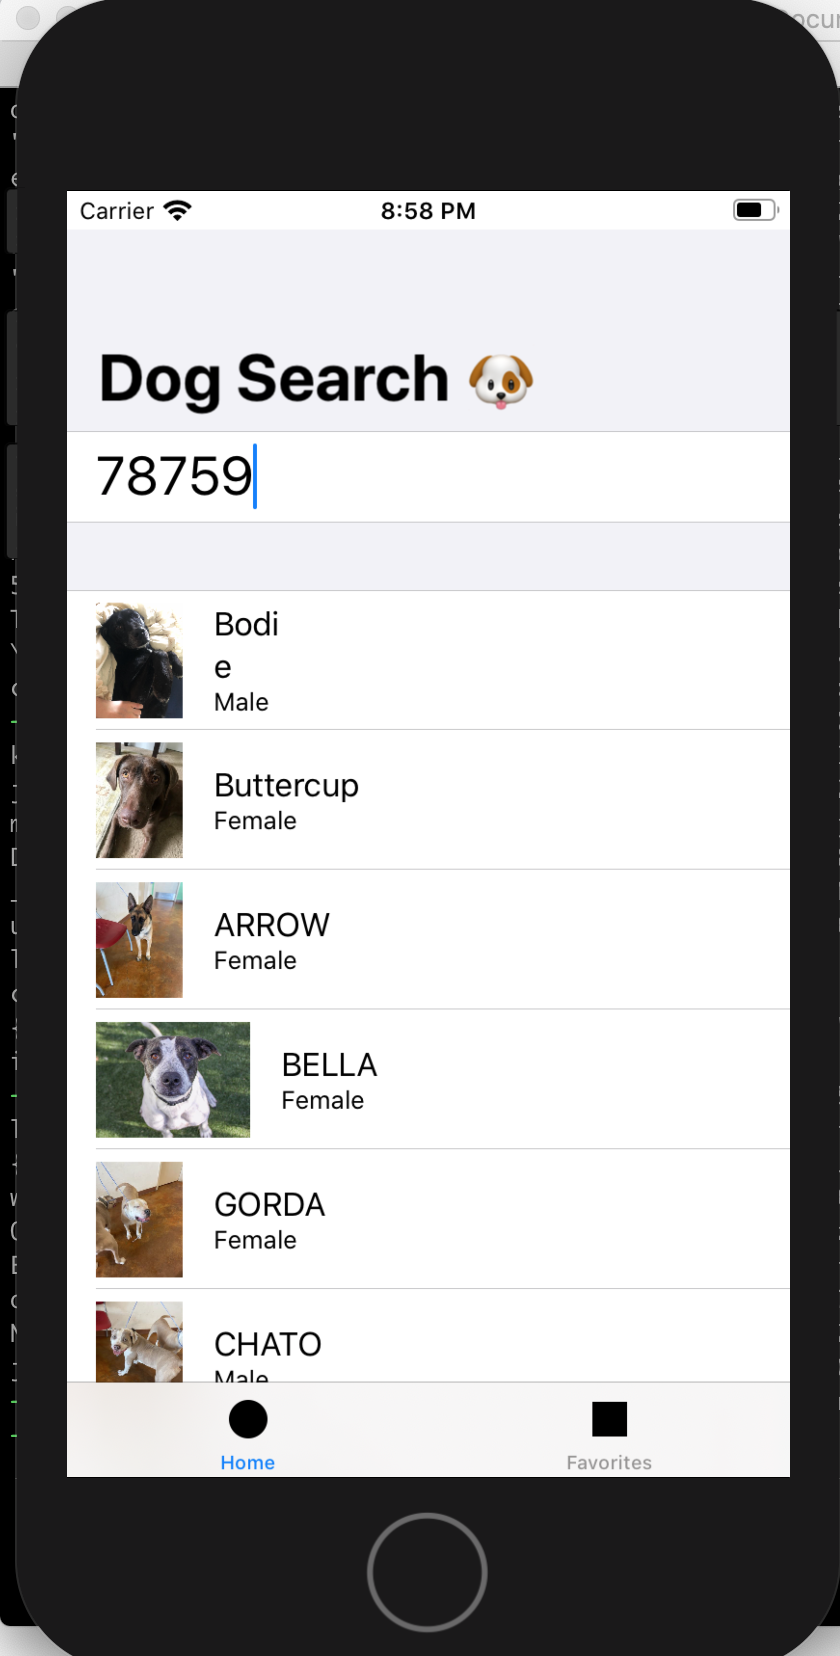 Carrier 8:58 PM
Dog Search 🐶
78759
Bodi
e
Male
Buttercup
Female
ARROW
Female
BELLA
Female
GORDA
Female
CHATO
Male
Home Favorites